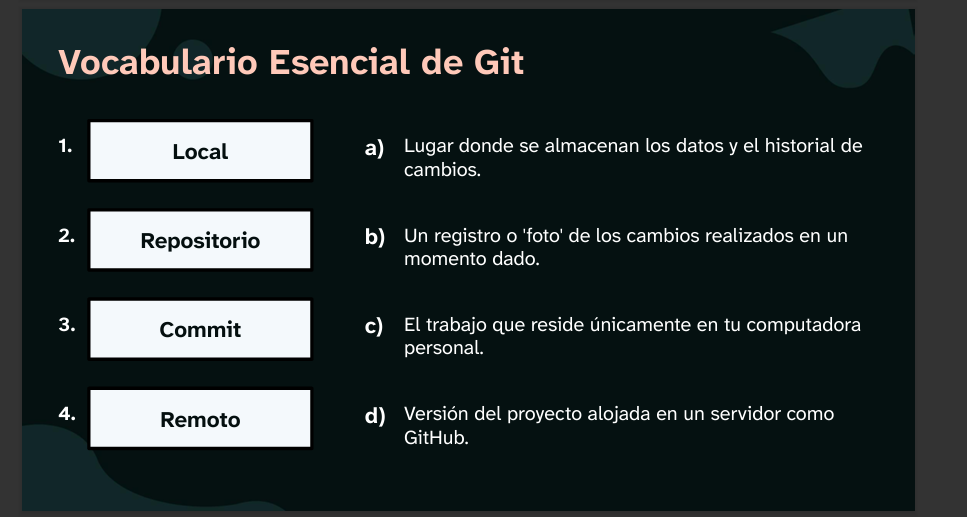 Vocabulario Esencial de Git
1. Local
a) Lugar donde se almacenan los datos y el historial de
cambios.
2. Repositorio
b) Un registro o 'foto' de los cambios realizados en un
momento dado.
3. Commit
c) El trabajo que reside únicamente en tu computadora
personal.
4. Remoto
d) Versión del proyecto alojada en un servidor como
GitHub.